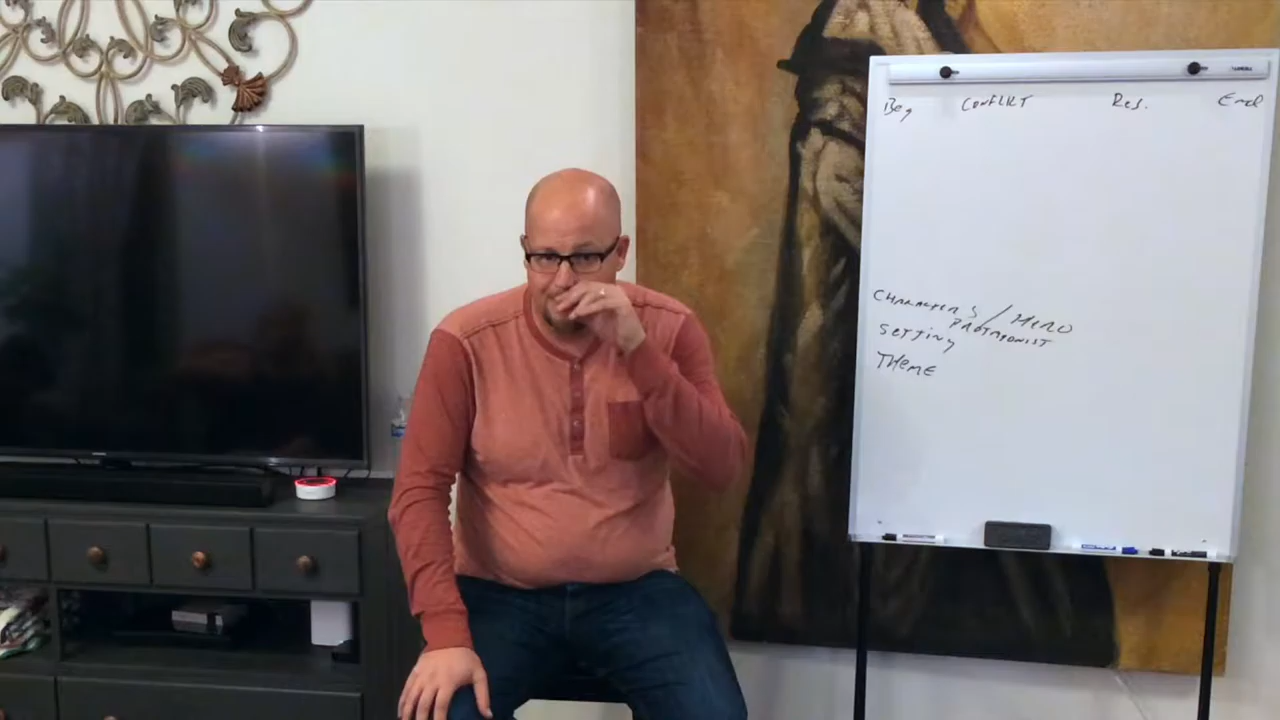 Beg Conflict Res. End
Characters / Hero
Protagonist
Setting
Theme